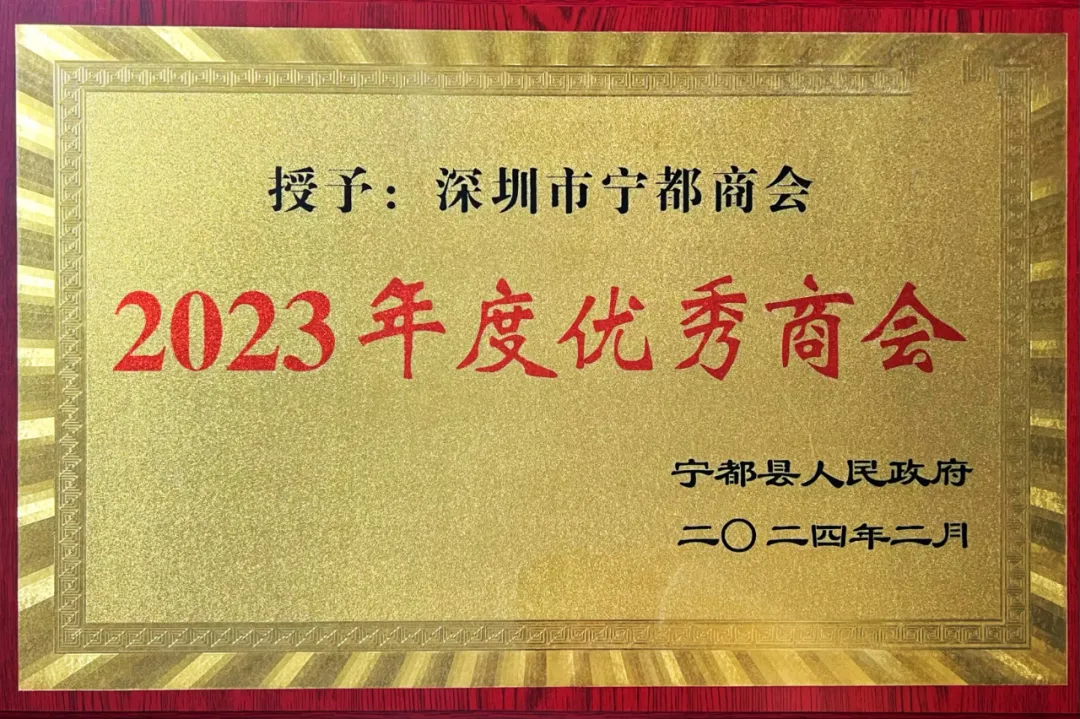 授予：深圳市宁都商会
2023年度优秀商会
宁都县人民政府
二〇二四年二月